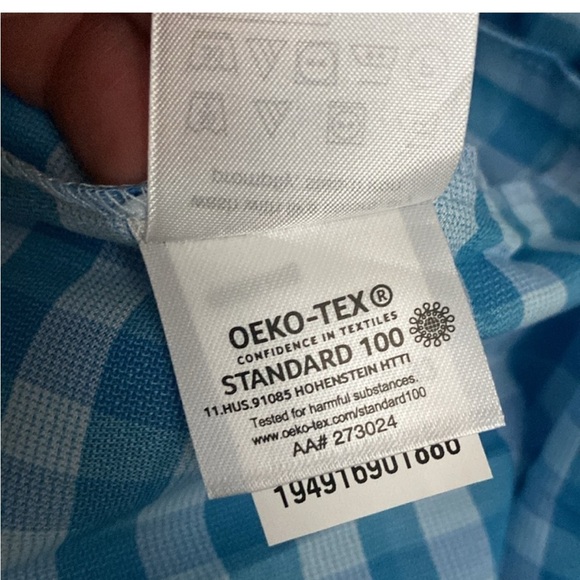 OEKO-TEX®
CONFIDENCE IN TEXTILES
STANDARD 100
11.HUS.91085 HOHENSTEIN HTTI
Tested for harmful substances.
www.oeko-tex.com/standard100
AA# 273024
194916901880